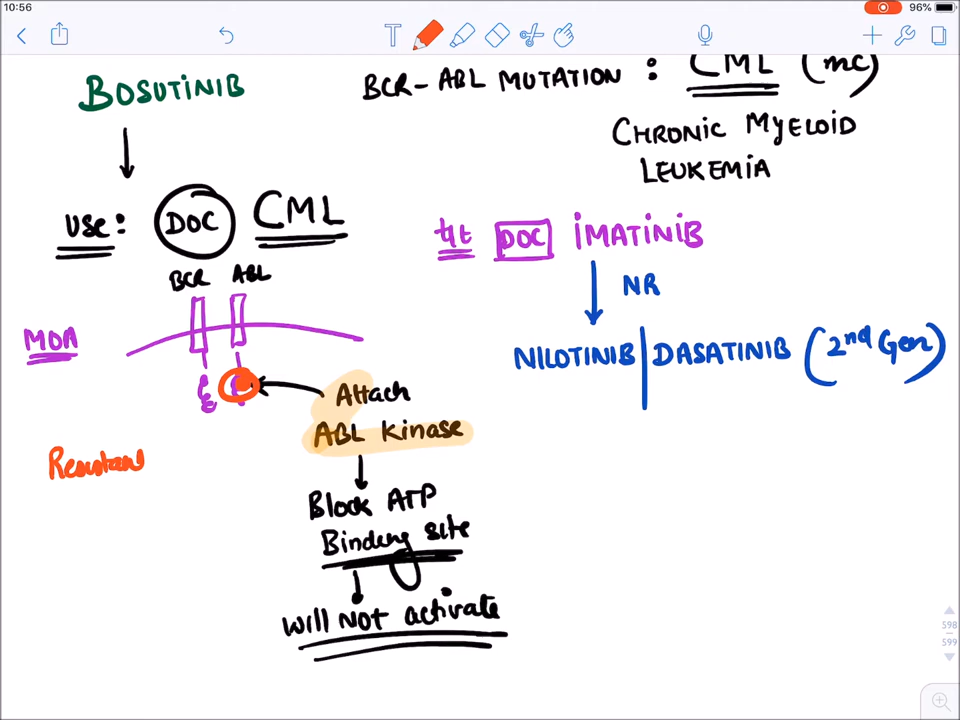 10:56
96%
T
BOSUTINIB
BCR-ABL MUTATION : CML (mc)
CHRONIC MYELOID
LEUKEMIA
USE: DOC CML
BCR ABL
MOA
Attach
ABL Kinase
Block ATP
Binding site
Will NOT activate
DOC IMATINIB
NR
NILOTINIB | DASATINIB (2nd Gen)
598
599